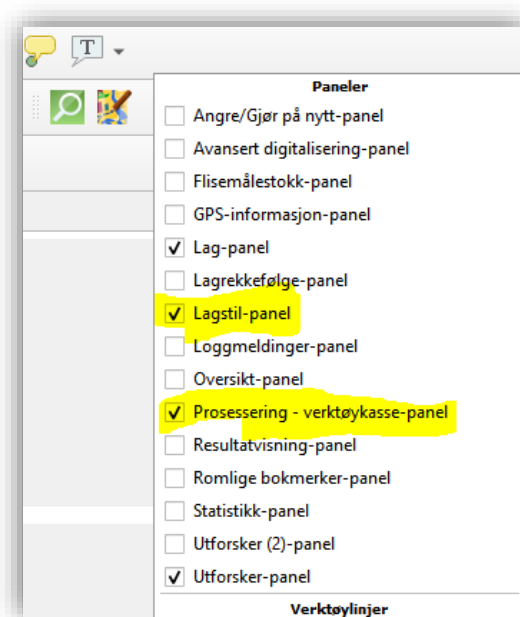 T
Paneler
Angre/Gjør på nytt-panel
Avansert digitalisering-panel
Flisemålestokk-panel
GPS-informasjon-panel
Lag-panel
Lagrekkefølge-panel
Lagstil-panel
Loggmeldinger-panel
Oversikt-panel
Prosessering - verktøykasse-panel
Resultatvisning-panel
Romlige bokmerker-panel
Statistikk-panel
Utforsker (2)-panel
Utforsker-panel
Verktøylinjer